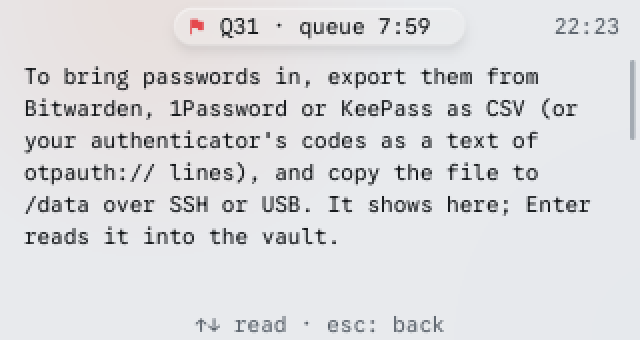 Q31 · queue 7:59
22:23
To bring passwords in, export them from
Bitwarden, 1Password or KeePass as CSV (or
your authenticator's codes as a text of
otpauth:// lines), and copy the file to
/data over SSH or USB. It shows here; Enter
reads it into the vault.
↑↓ read · esc: back